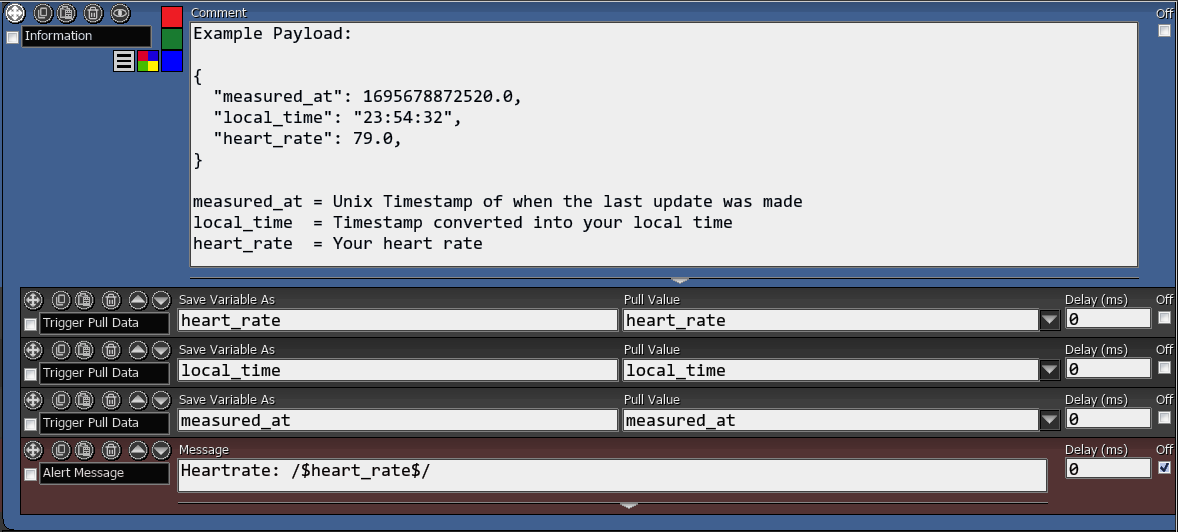 Comment
Off
Information
Example Payload:
{
"measured_at": 1695678872520.0,
"local_time": "23:54:32",
"heart_rate": 79.0,
}
measured_at = Unix Timestamp of when the last update was made
local_time  = Timestamp converted into your local time
heart_rate  = Your heart rate
Save Variable As
Pull Value
Delay (ms)
Off
Trigger Pull Data
heart_rate
heart_rate
0
Save Variable As
Pull Value
Delay (ms)
Off
Trigger Pull Data
local_time
local_time
0
Save Variable As
Pull Value
Delay (ms)
Off
Trigger Pull Data
measured_at
measured_at
0
Message
Delay (ms)
Off
Alert Message
Heartrate: /$heart_rate$/
0